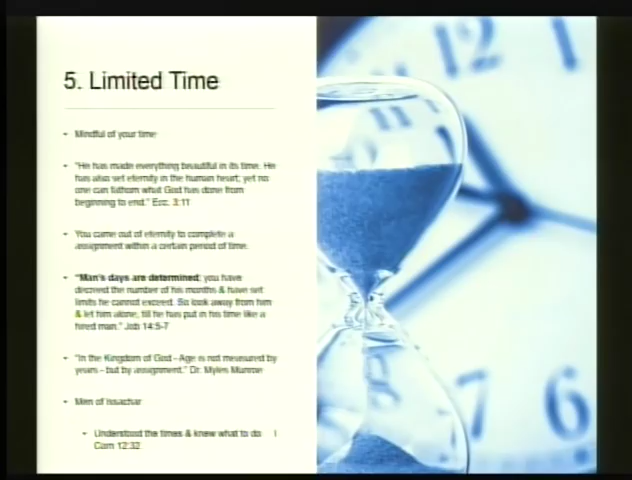 5. Limited Time
• Mindful of your time
• "He has made everything beautiful in its time. He
has also set eternity in the human heart; yet no
one can fathom what God has done from
beginning to end." Ecc. 3:11
• You came out of eternity to complete a
assignment within a certain period of time.
• "Man's days are determined; you have
decreed the number of his months & have set
limits he cannot exceed. So look away from him
& let him alone, till he has put in his time like a
hired man." Job 14:5-7
• "In the Kingdom of God - Age is not measured by
years - but by assignment." Dr. Myles Munroe
• Men of Issachar
• Understood the times & knew what to do I
Corn 12:32
12
1
11
10
8
7
6